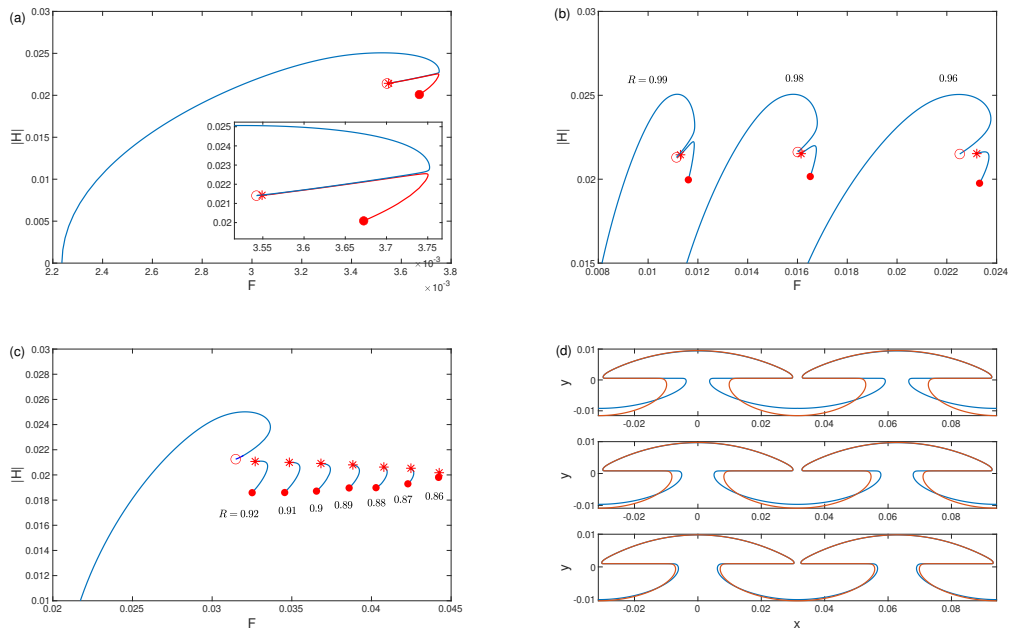 (a)
0.03
0.025
0.02
0.015
0.01
0.005
0
|H|
2.2 2.4 2.6 2.8 3 3.2 3.4 3.6 3.8
F
×10⁻³
0.025
0.024
0.023
0.022
0.021
0.02
3.55 3.6 3.65 3.7 3.75
×10⁻³
(b)
0.03
0.025
0.02
0.015
|H|
R = 0.99 0.98 0.96
0.008 0.01 0.012 0.014 0.016 0.018 0.02 0.022 0.024
F
(c)
0.03
0.028
0.026
0.024
0.022
0.02
0.018
0.016
0.014
0.012
0.01
|H|
R = 0.92 0.91 0.9 0.89 0.88 0.87 0.86
0.02 0.025 0.03 0.035 0.04 0.045
F
(d)
0.01
0
-0.01
y
-0.02 0 0.02 0.04 0.06 0.08
0.01
0
-0.01
y
-0.02 0 0.02 0.04 0.06 0.08
0.01
0
-0.01
y
-0.02 0 0.02 0.04 0.06 0.08
x